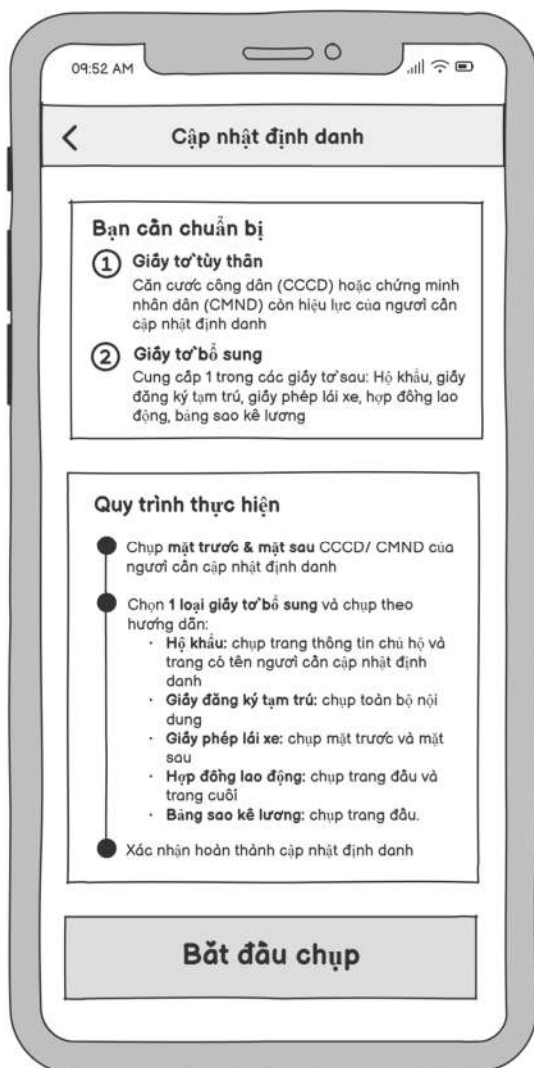 09:52 AM
Cập nhật định danh
Bạn cần chuẩn bị
1 Giấy tờ tùy thân
Căn cước công dân (CCCD) hoặc chứng minh
nhân dân (CMND) còn hiệu lực của người cần
cập nhật định danh
2 Giấy tờ bổ sung
Cung cấp 1 trong các giấy tờ sau: Hộ khẩu, giấy
đăng ký tạm trú, giấy phép lái xe, hợp đồng lao
động, bảng sao kê lương
Quy trình thực hiện
Chụp mặt trước & mặt sau CCCD/ CMND của
người cần cập nhật định danh
Chọn 1 loại giấy tờ bổ sung và chụp theo
hướng dẫn:
· Hộ khẩu: chụp trang thông tin chủ hộ và
trang có tên người cần cập nhật định
danh
· Giấy đăng ký tạm trú: chụp toàn bộ nội
dung
· Giấy phép lái xe: chụp mặt trước và mặt
sau
· Hợp đồng lao động: chụp trang đầu và
trang cuối
· Bảng sao kê lương: chụp trang đầu.
Xác nhận hoàn thành cập nhật định danh
Bắt đầu chụp